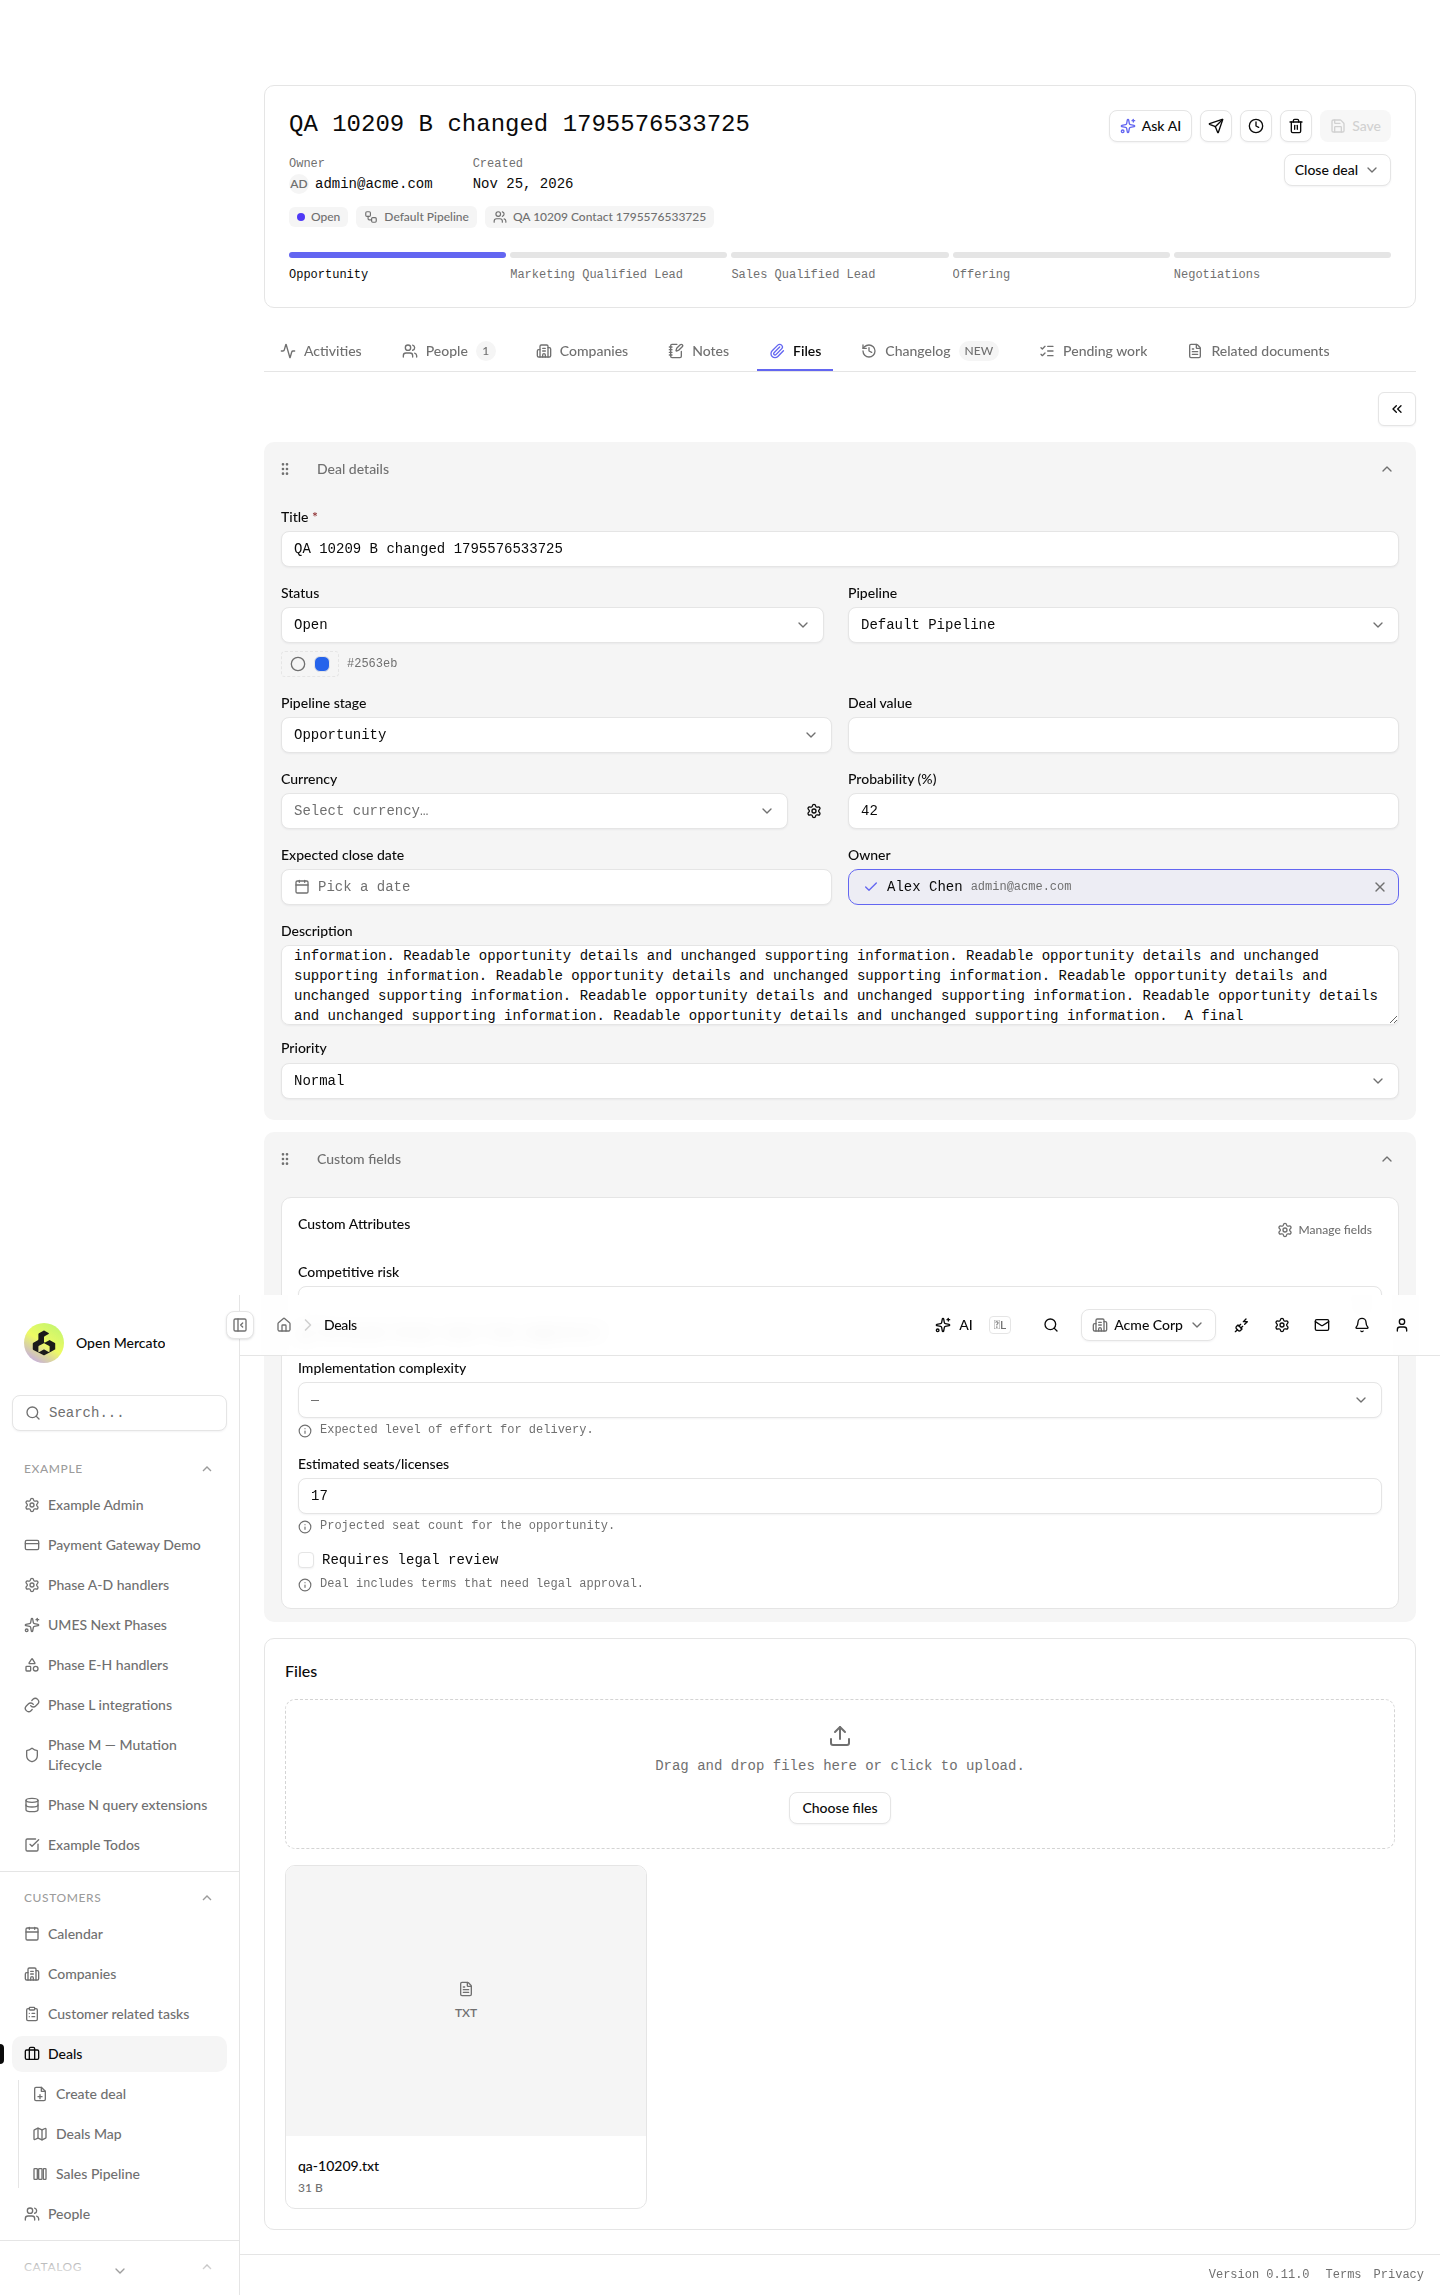 QA 10209 B changed 1795576533725
Ask AI
Save
Owner
Created
AD admin@acme.com
Nov 25, 2026
Close deal
Open
Default Pipeline
QA 10209 Contact 1795576533725
Opportunity
Marketing Qualified Lead
Sales Qualified Lead
Offering
Negotiations
Activities
People 1
Companies
Notes
Files
Changelog NEW
Pending work
Related documents
Deal details
Title *
QA 10209 B changed 1795576533725
Status
Pipeline
Open
Default Pipeline
#2563eb
Pipeline stage
Deal value
Opportunity
Currency
Probability (%)
Select currency…
42
Expected close date
Owner
Pick a date
Alex Chen admin@acme.com
Description
information. Readable opportunity details and unchanged supporting information. Readable opportunity details and unchanged
supporting information. Readable opportunity details and unchanged supporting information. Readable opportunity details and
unchanged supporting information. Readable opportunity details and unchanged supporting information. Readable opportunity details
and unchanged supporting information. Readable opportunity details and unchanged supporting information.  A final
Priority
Normal
Custom fields
Custom Attributes
Manage fields
Competitive risk
Open Mercato
Deals
AI
L
Acme Corp
Implementation complexity
—
Expected level of effort for delivery.
Estimated seats/licenses
17
Projected seat count for the opportunity.
Requires legal review
Deal includes terms that need legal approval.
Search...
EXAMPLE
Example Admin
Payment Gateway Demo
Phase A-D handlers
UMES Next Phases
Phase E-H handlers
Phase L integrations
Phase M — Mutation
Lifecycle
Phase N query extensions
Example Todos
CUSTOMERS
Calendar
Companies
Customer related tasks
Deals
Create deal
Deals Map
Sales Pipeline
People
CATALOG
Files
Drag and drop files here or click to upload.
Choose files
TXT
qa-10209.txt
31 B
Version 0.11.0
Terms
Privacy